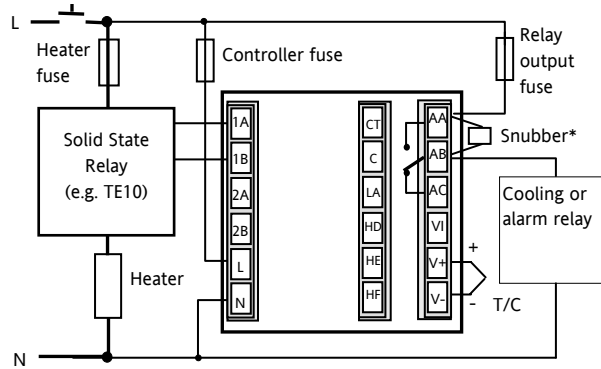 L
Heater
fuse
Controller fuse
Relay
output
fuse
Solid State
Relay
(e.g. TE10)
1A
1B
2A
2B
L
N
CT
C
LA
HD
HE
HF
AA
AB
AC
VI
V+
V-
Snubber*
Cooling or
alarm relay
+
-
T/C
Heater
N